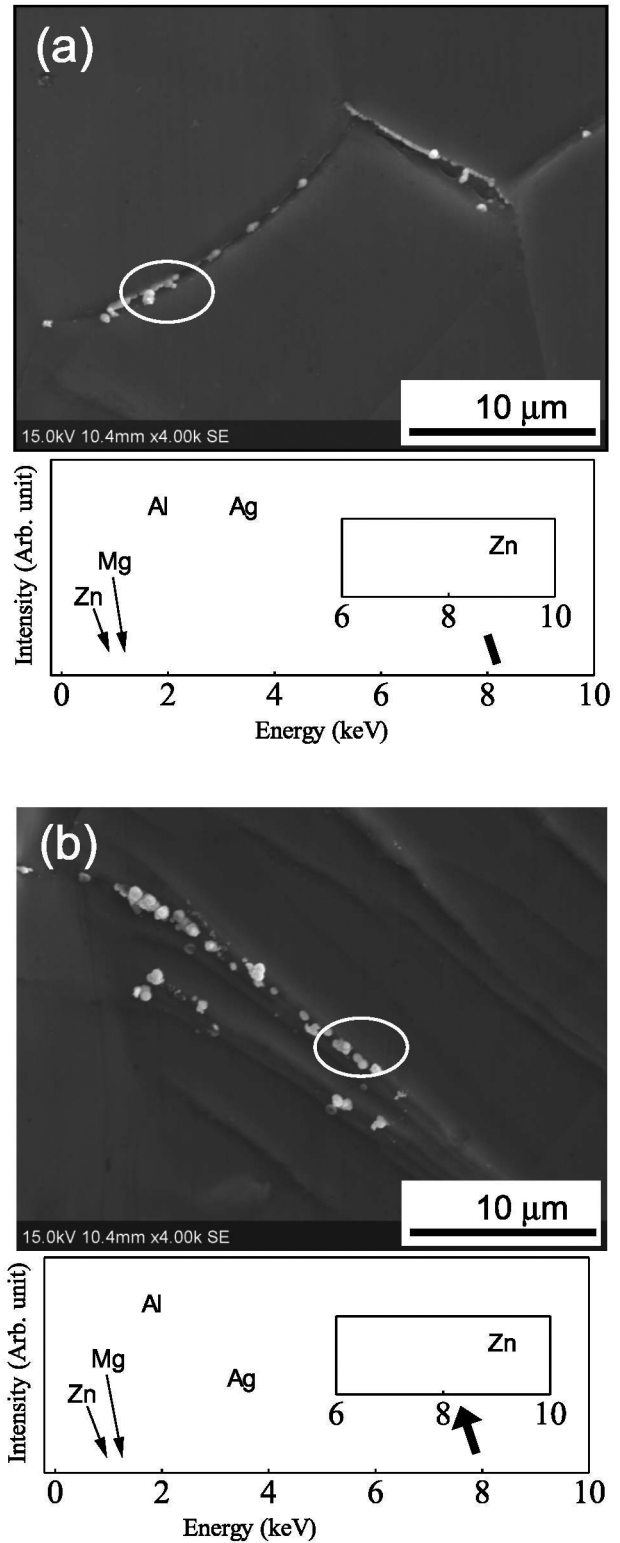 (a)
10 μm
15.0kV 10.4mm x4.00k SE
Intensity (Arb. unit)
Al
Ag
Mg
Zn
Zn
6
8
10
0
2
4
6
8
10
Energy (keV)
(b)
10 μm
15.0kV 10.4mm x4.00k SE
Intensity (Arb. unit)
Al
Mg
Zn
Ag
Zn
6
8
10
0
2
4
6
8
10
Energy (keV)